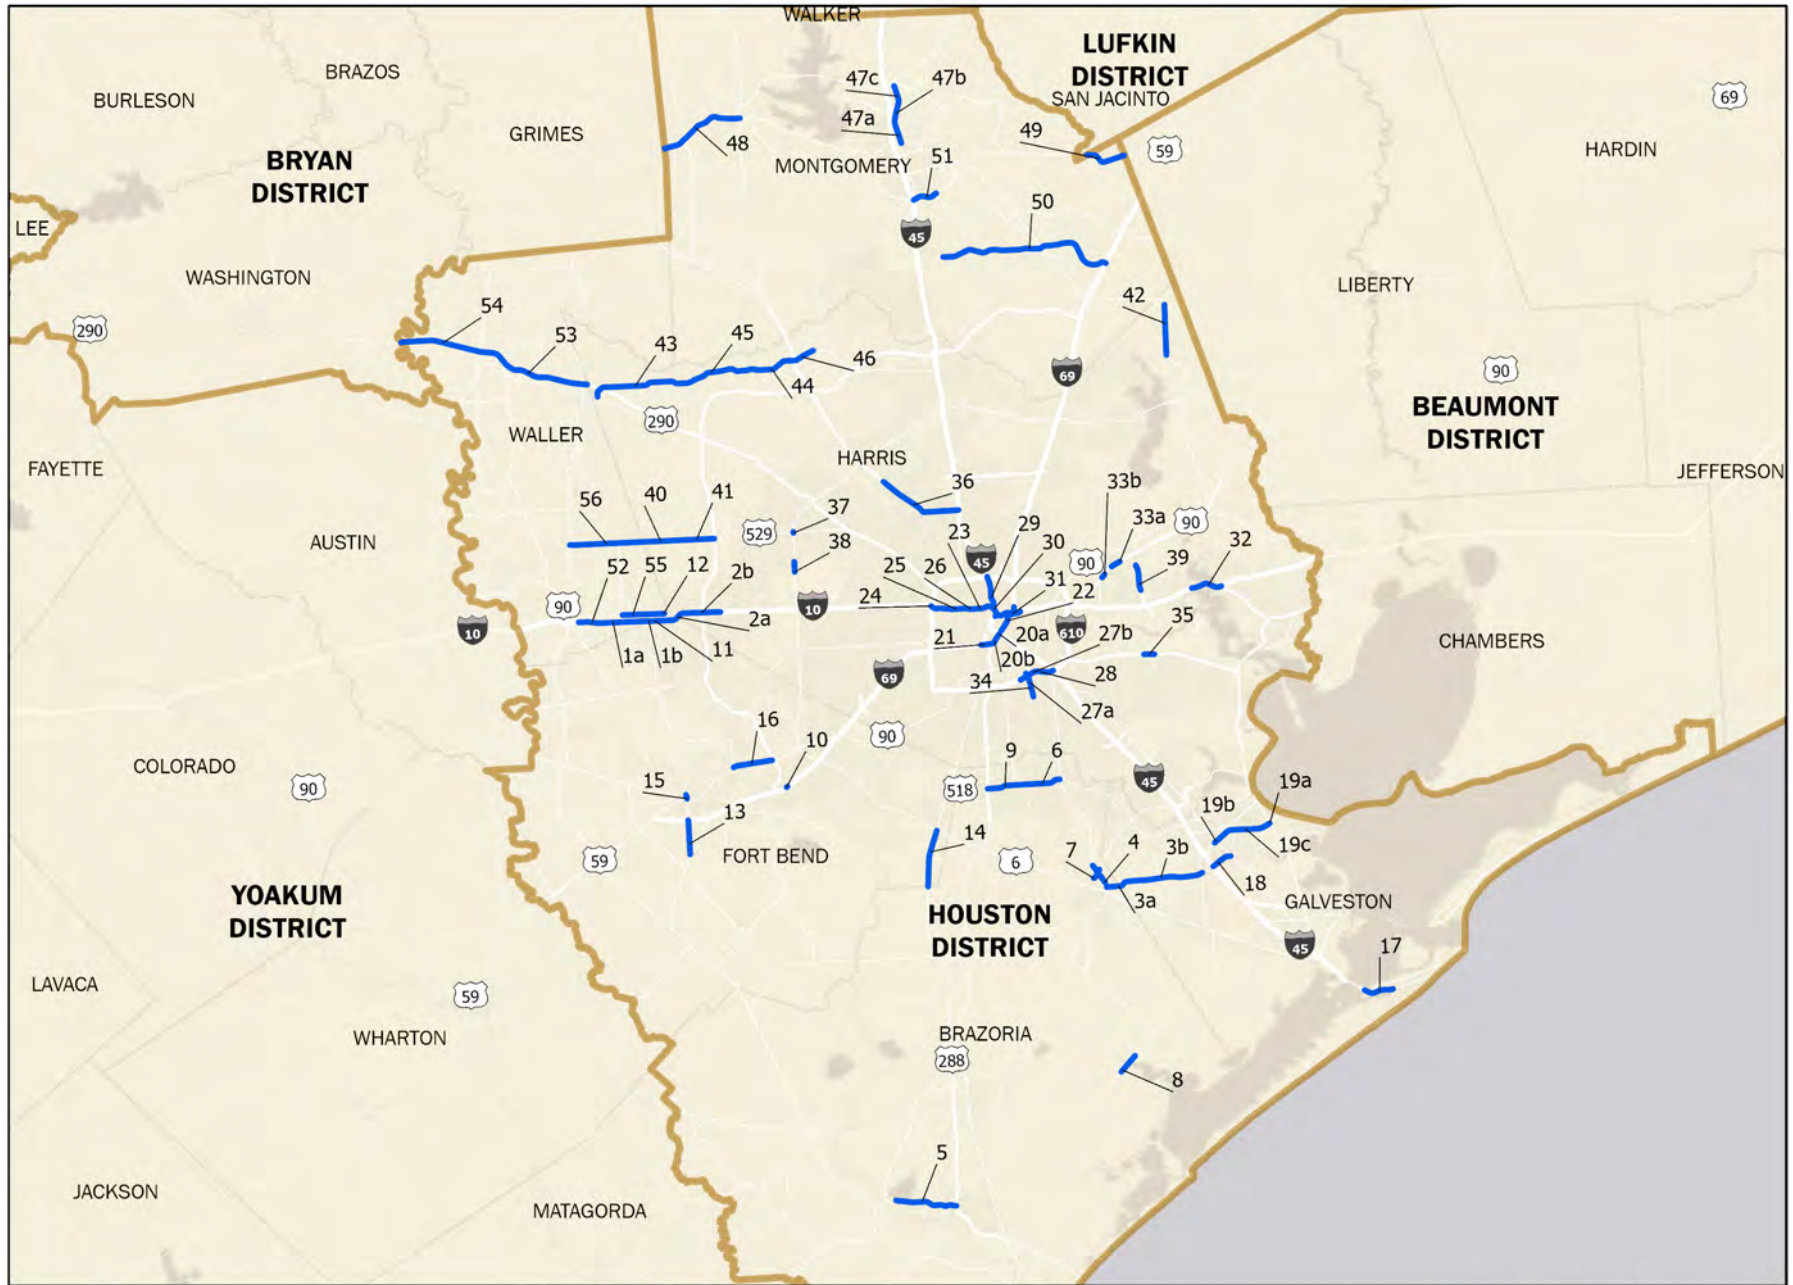 WALKER
LUFKIN
DISTRICT
SAN JACINTO
BRAZOS
BURLESON
GRIMES
47c
47b
47a
69
BRYAN
DISTRICT
48
MONTGOMERY
51
49
59
HARDIN
LEE
50
45
WASHINGTON
LIBERTY
54
290
53
43
45
46
44
42
69
90
BEAUMONT
DISTRICT
290
WALLER
FAYETTE
HARRIS
JEFFERSON
36
33b
33a
90
56
40
41
529
37
38
23
29
30
45
90
39
32
AUSTIN
52
55
12
2b
25
26
31
22
24
90
10
10
2a
1a
1b
11
21
20a
20b
610
27b
35
CHAMBERS
69
34
28
27a
16
10
90
COLORADO
90
15
13
9
6
518
45
19b
19a
19c
14
FORT BEND
59
6
7
4
3b
3a
18
YOAKUM
DISTRICT
HOUSTON
DISTRICT
GALVESTON
45
17
LAVACA
59
WHARTON
BRAZORIA
288
8
5
JACKSON
MATAGORDA